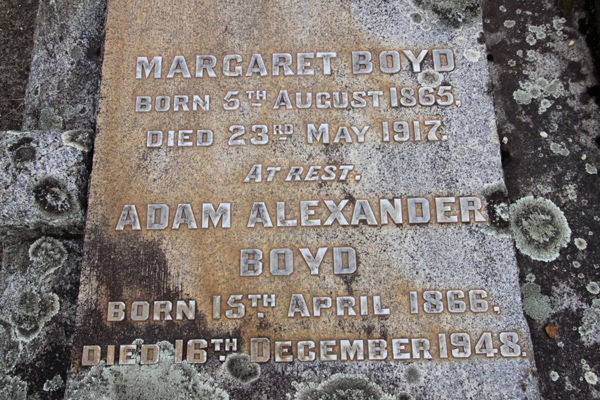 MARGARET BOYD
BORN 5TH AUGUST 1865.
DIED 23RD MAY 1917.
AT REST.
ADAM ALEXANDER
BOYD
BORN 15TH APRIL 1866.
DIED 16TH DECEMBER 1948.